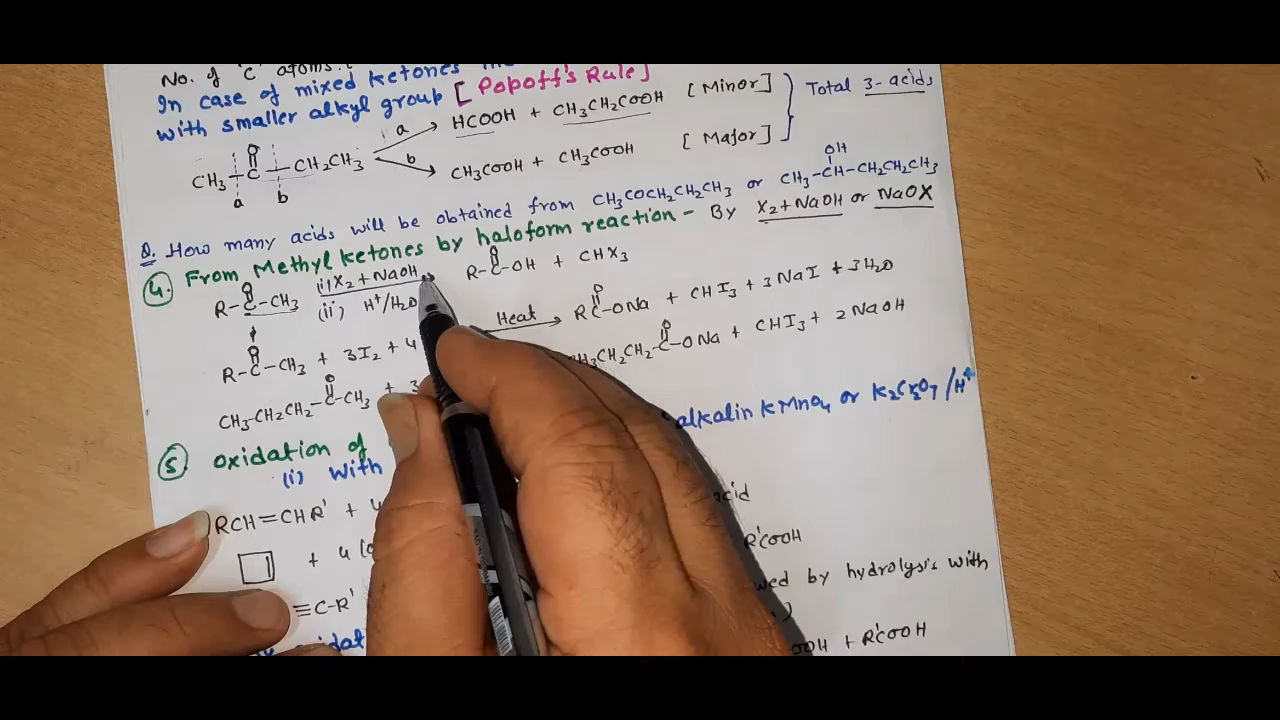 No. of 'C' atoms.
In case of mixed ketones
with smaller alkyl group [Popoff's Rule]
CH₃-C(=O)-CH₂CH₃ a b
a → HCOOH + CH₃CH₂COOH [Minor]
b → CH₃COOH + CH₃COOH [Major]
} Total 3-acids
Q. How many acids will be obtained from CH₃COCH₂CH₂CH₃ or CH₃-CH(OH)-CH₂CH₂CH₃
4. From Methyl ketones by haloform reaction - By X₂+NaOH or NaOX
R-C(=O)-CH₃ (i) X₂+NaOH (ii) H⁺/H₂O → R-C(=O)-OH + CHX₃
R-C(=O)-CH₃ + 3I₂ + 4 Heat → RC(=O)-ONa + CHI₃ + 3NaI + 3H₂O
CH₃-CH₂CH₂-C(=O)-CH₃ + 3 H₃CH₂CH₂-C(=O)-ONa + CHI₃ + 2NaOH
5. oxidation of
(i) with alkalin KMnO₄ or K₂Cr₂O₇/H⁺
RCH=CHR' + 4 acid
+ 4[O R'COOH
≡C-R'
by hydrolysis with
OOH + R'COOH